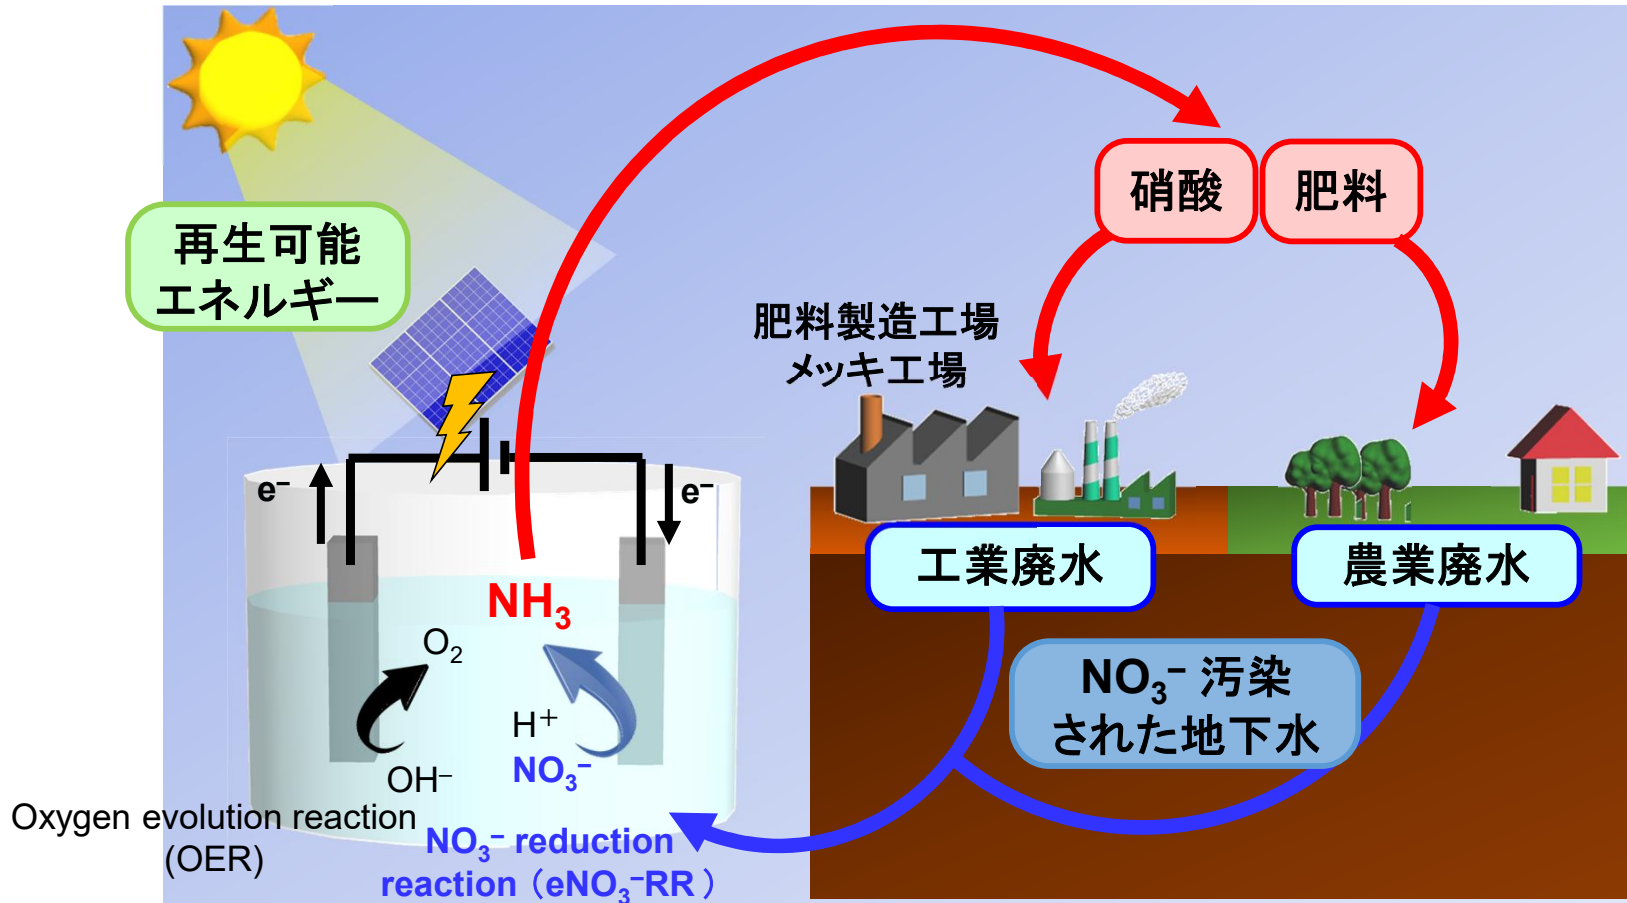 硝酸
肥料
再生可能
エネルギー
肥料製造工場
メッキ工場
e⁻
e⁻
工業廃水
農業廃水
NH₃
O₂
NO₃⁻ 汚染
された地下水
H⁺
NO₃⁻
OH⁻
Oxygen evolution reaction
(OER)
NO₃⁻ reduction
reaction（eNO₃⁻RR）